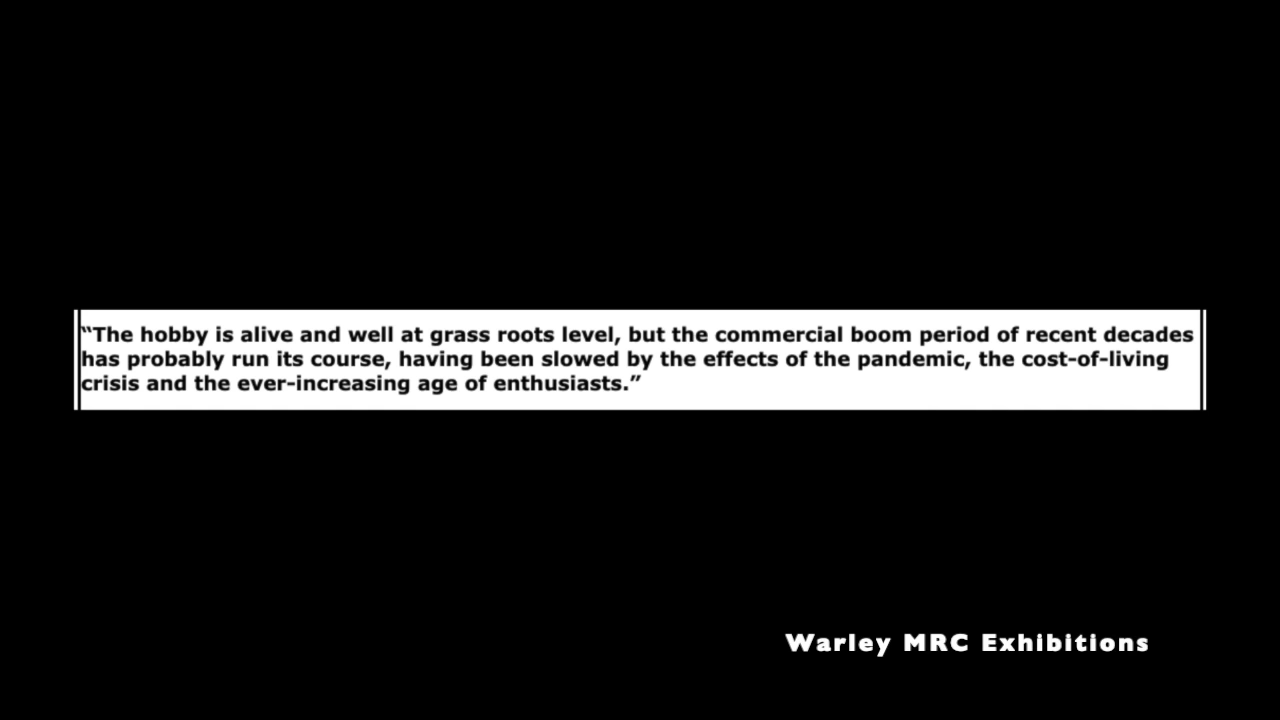 “The hobby is alive and well at grass roots level, but the commercial boom period of recent decades
has probably run its course, having been slowed by the effects of the pandemic, the cost-of-living
crisis and the ever-increasing age of enthusiasts.”
Warley MRC Exhibitions